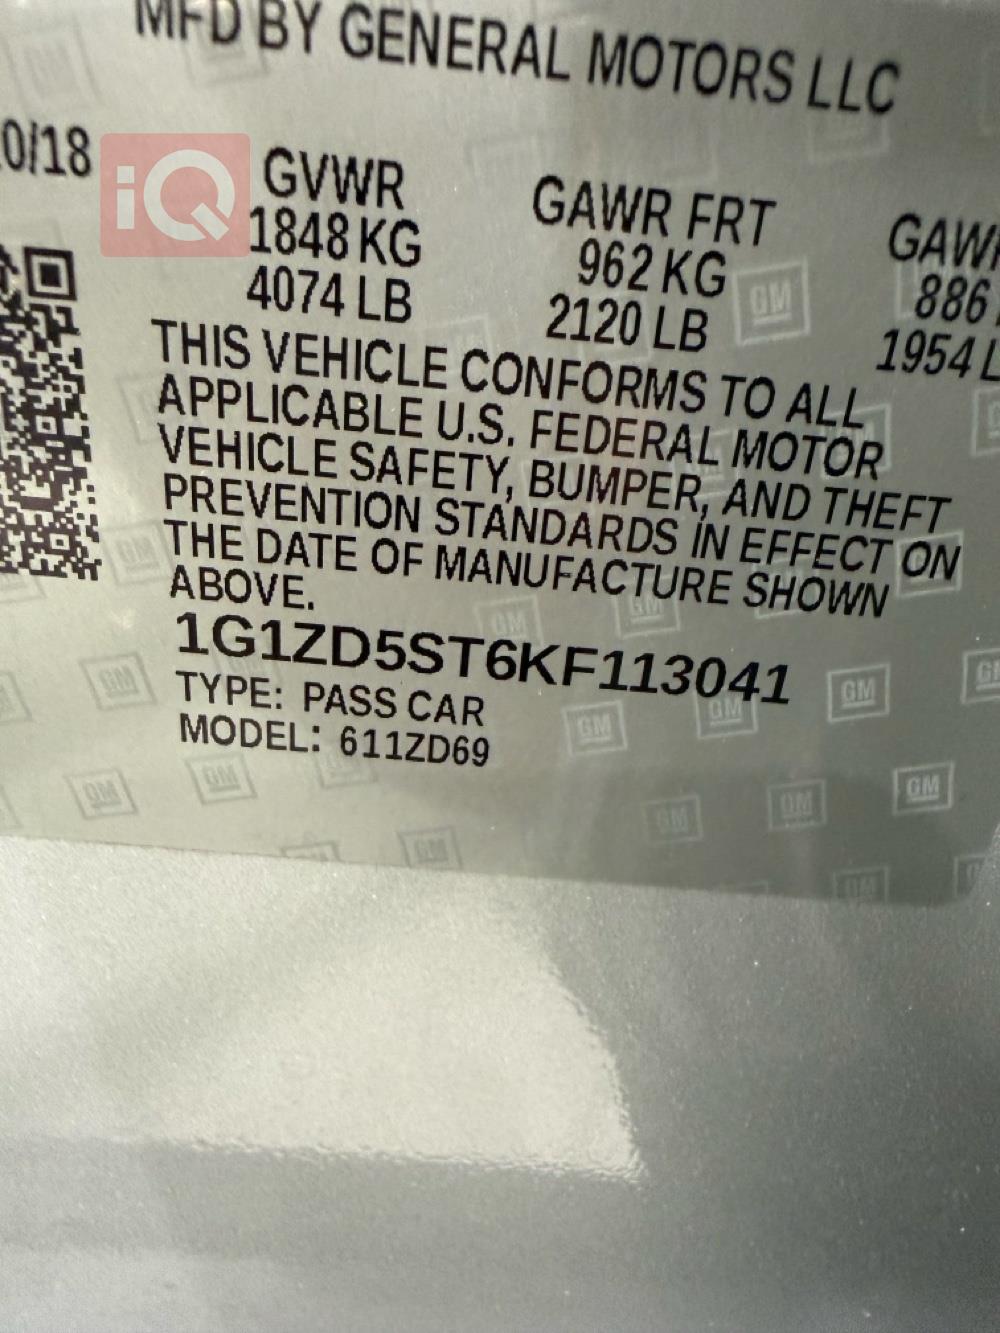 MFD BY GENERAL MOTORS LLC
0/18
iQ
GVWR
1848 KG
4074 LB
GAWR FRT
962 KG
2120 LB
GAWR
886
1954 L
THIS VEHICLE CONFORMS TO ALL
APPLICABLE U.S. FEDERAL MOTOR
VEHICLE SAFETY, BUMPER, AND THEFT
PREVENTION STANDARDS IN EFFECT ON
THE DATE OF MANUFACTURE SHOWN
ABOVE.
1G1ZD5ST6KF113041
TYPE: PASS CAR
MODEL: 611ZD69